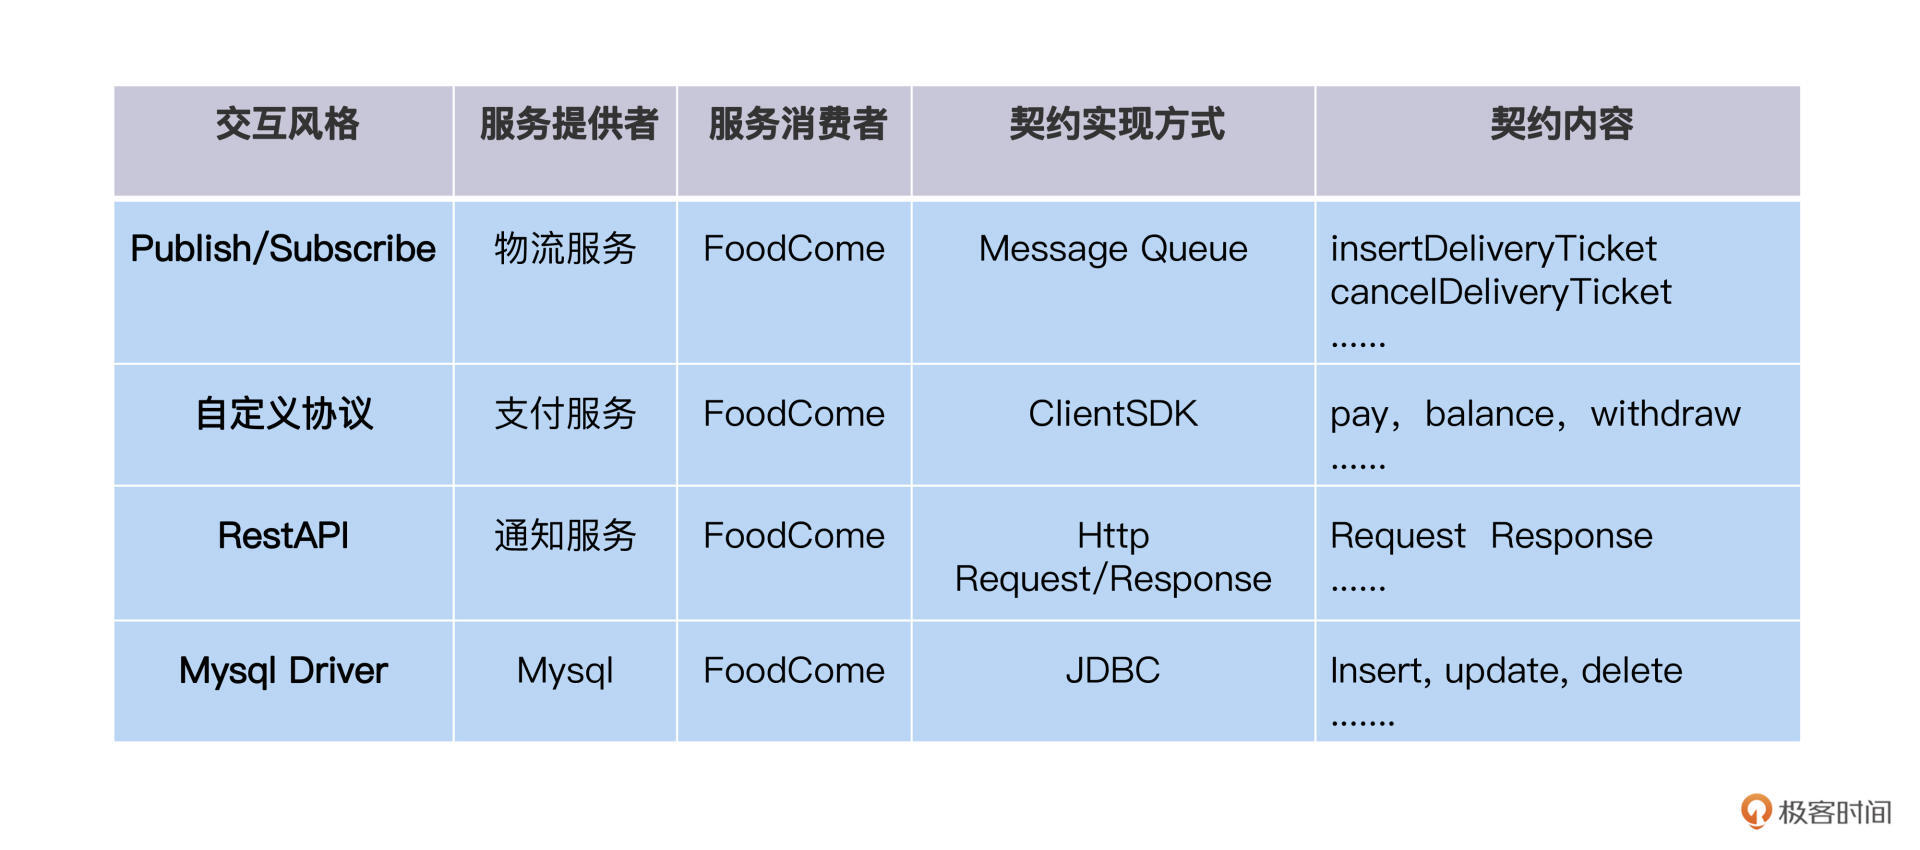 交互风格 服务提供者 服务消费者 契约实现方式 契约内容
Publish/Subscribe 物流服务 FoodCome Message Queue insertDeliveryTicket
cancelDeliveryTicket
......
自定义协议 支付服务 FoodCome ClientSDK pay，balance，withdraw
......
RestAPI 通知服务 FoodCome Http Request Response
Request/Response ......
Mysql Driver Mysql FoodCome JDBC Insert, update, delete
.......
极客时间